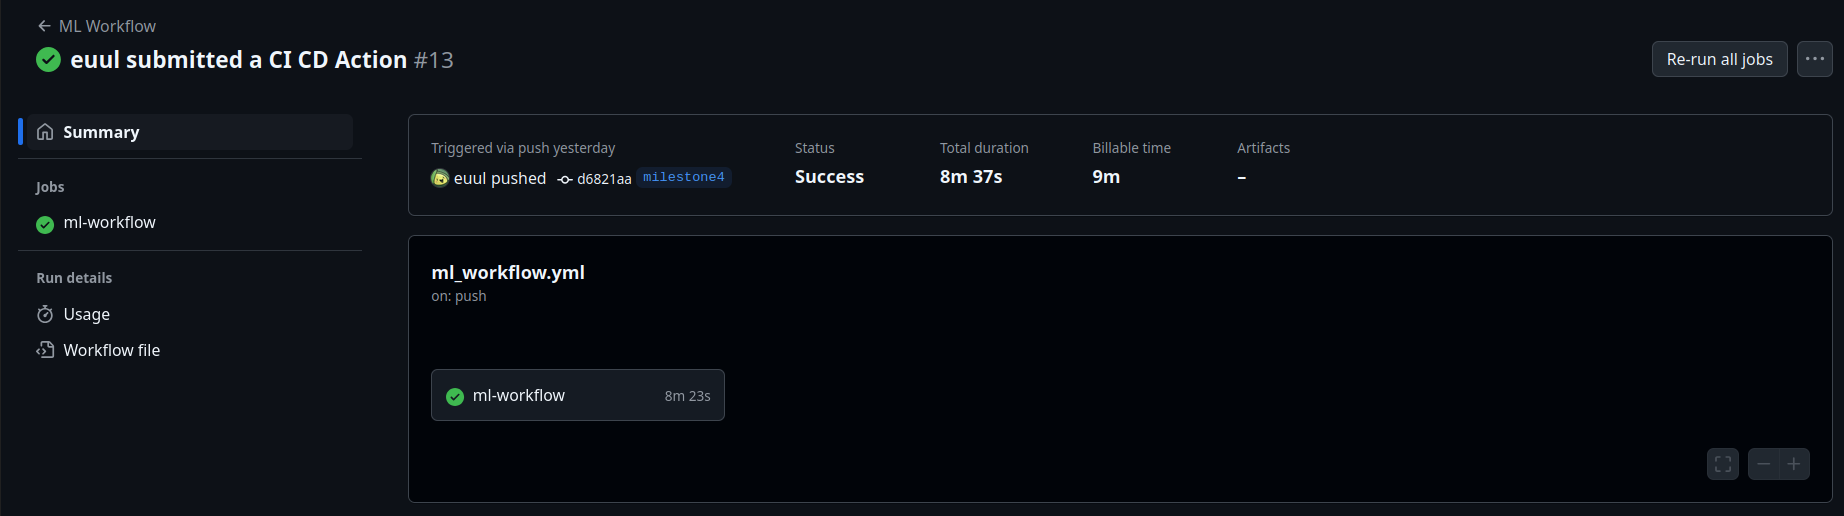 ML Workflow
euul submitted a CI CD Action #13
Re-run all jobs
Summary
Jobs
ml-workflow
Run details
Usage
Workflow file
Triggered via push yesterday
euul pushed d6821aa milestone4
Status
Success
Total duration
8m 37s
Billable time
9m
Artifacts
–
ml_workflow.yml
on: push
ml-workflow 8m 23s